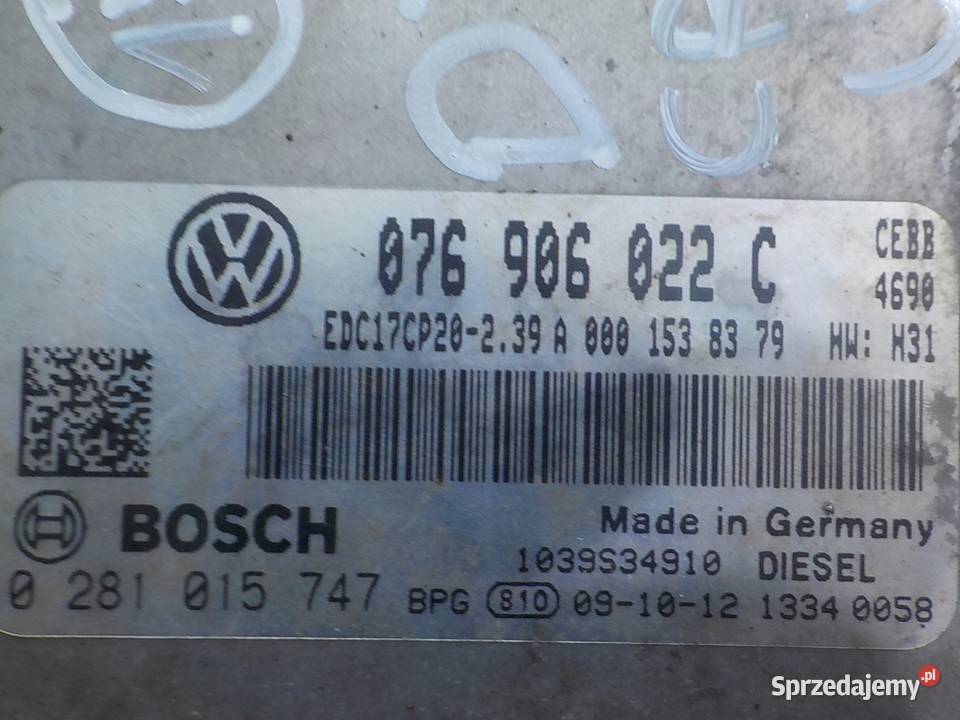 VW
076 906 022 C
CEBB
4690
EDC17CP20-2.39 A 000 153 83 79 HW: H31
BOSCH
Made in Germany
1039S34910 DIESEL
0 281 015 747 BPG 810 09-10-12 1334 0058
Sprzedajemy.pl